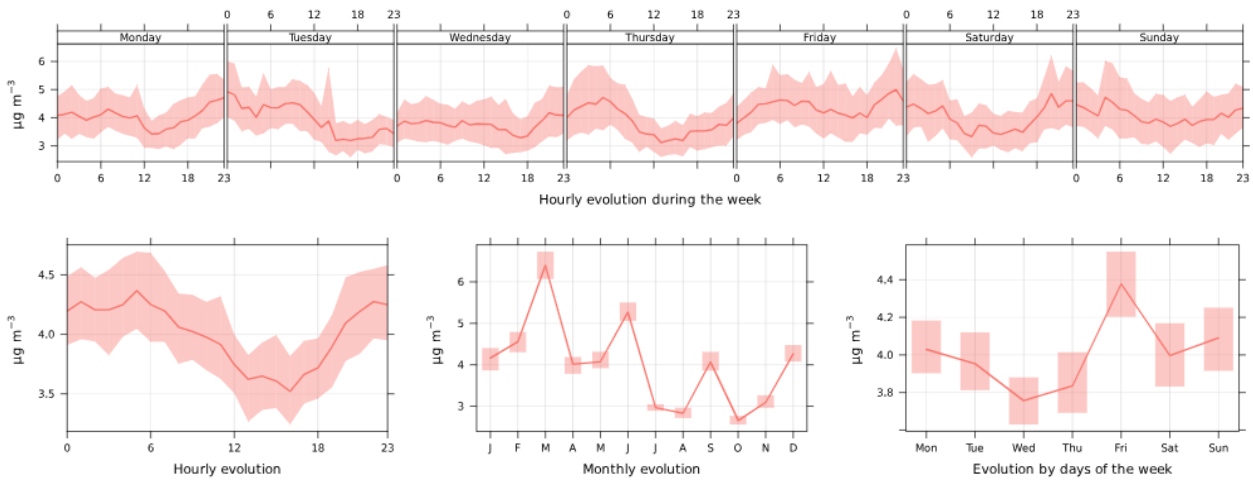 0 6 12 18 23 0 6 12 18 23 0 6 12 18 23
Monday Tuesday Wednesday Thursday Friday Saturday Sunday
6
5
4
3
µg m⁻³
0 6 12 18 23 0 6 12 18 23 0 6 12 18 23 0 6 12 18 23
Hourly evolution during the week
4.5
4.0
3.5
µg m⁻³
0 6 12 18 23
Hourly evolution
6
5
4
3
µg m⁻³
J F M A M J J A S O N D
Monthly evolution
4.4
4.2
4.0
3.8
µg m⁻³
Mon Tue Wed Thu Fri Sat Sun
Evolution by days of the week